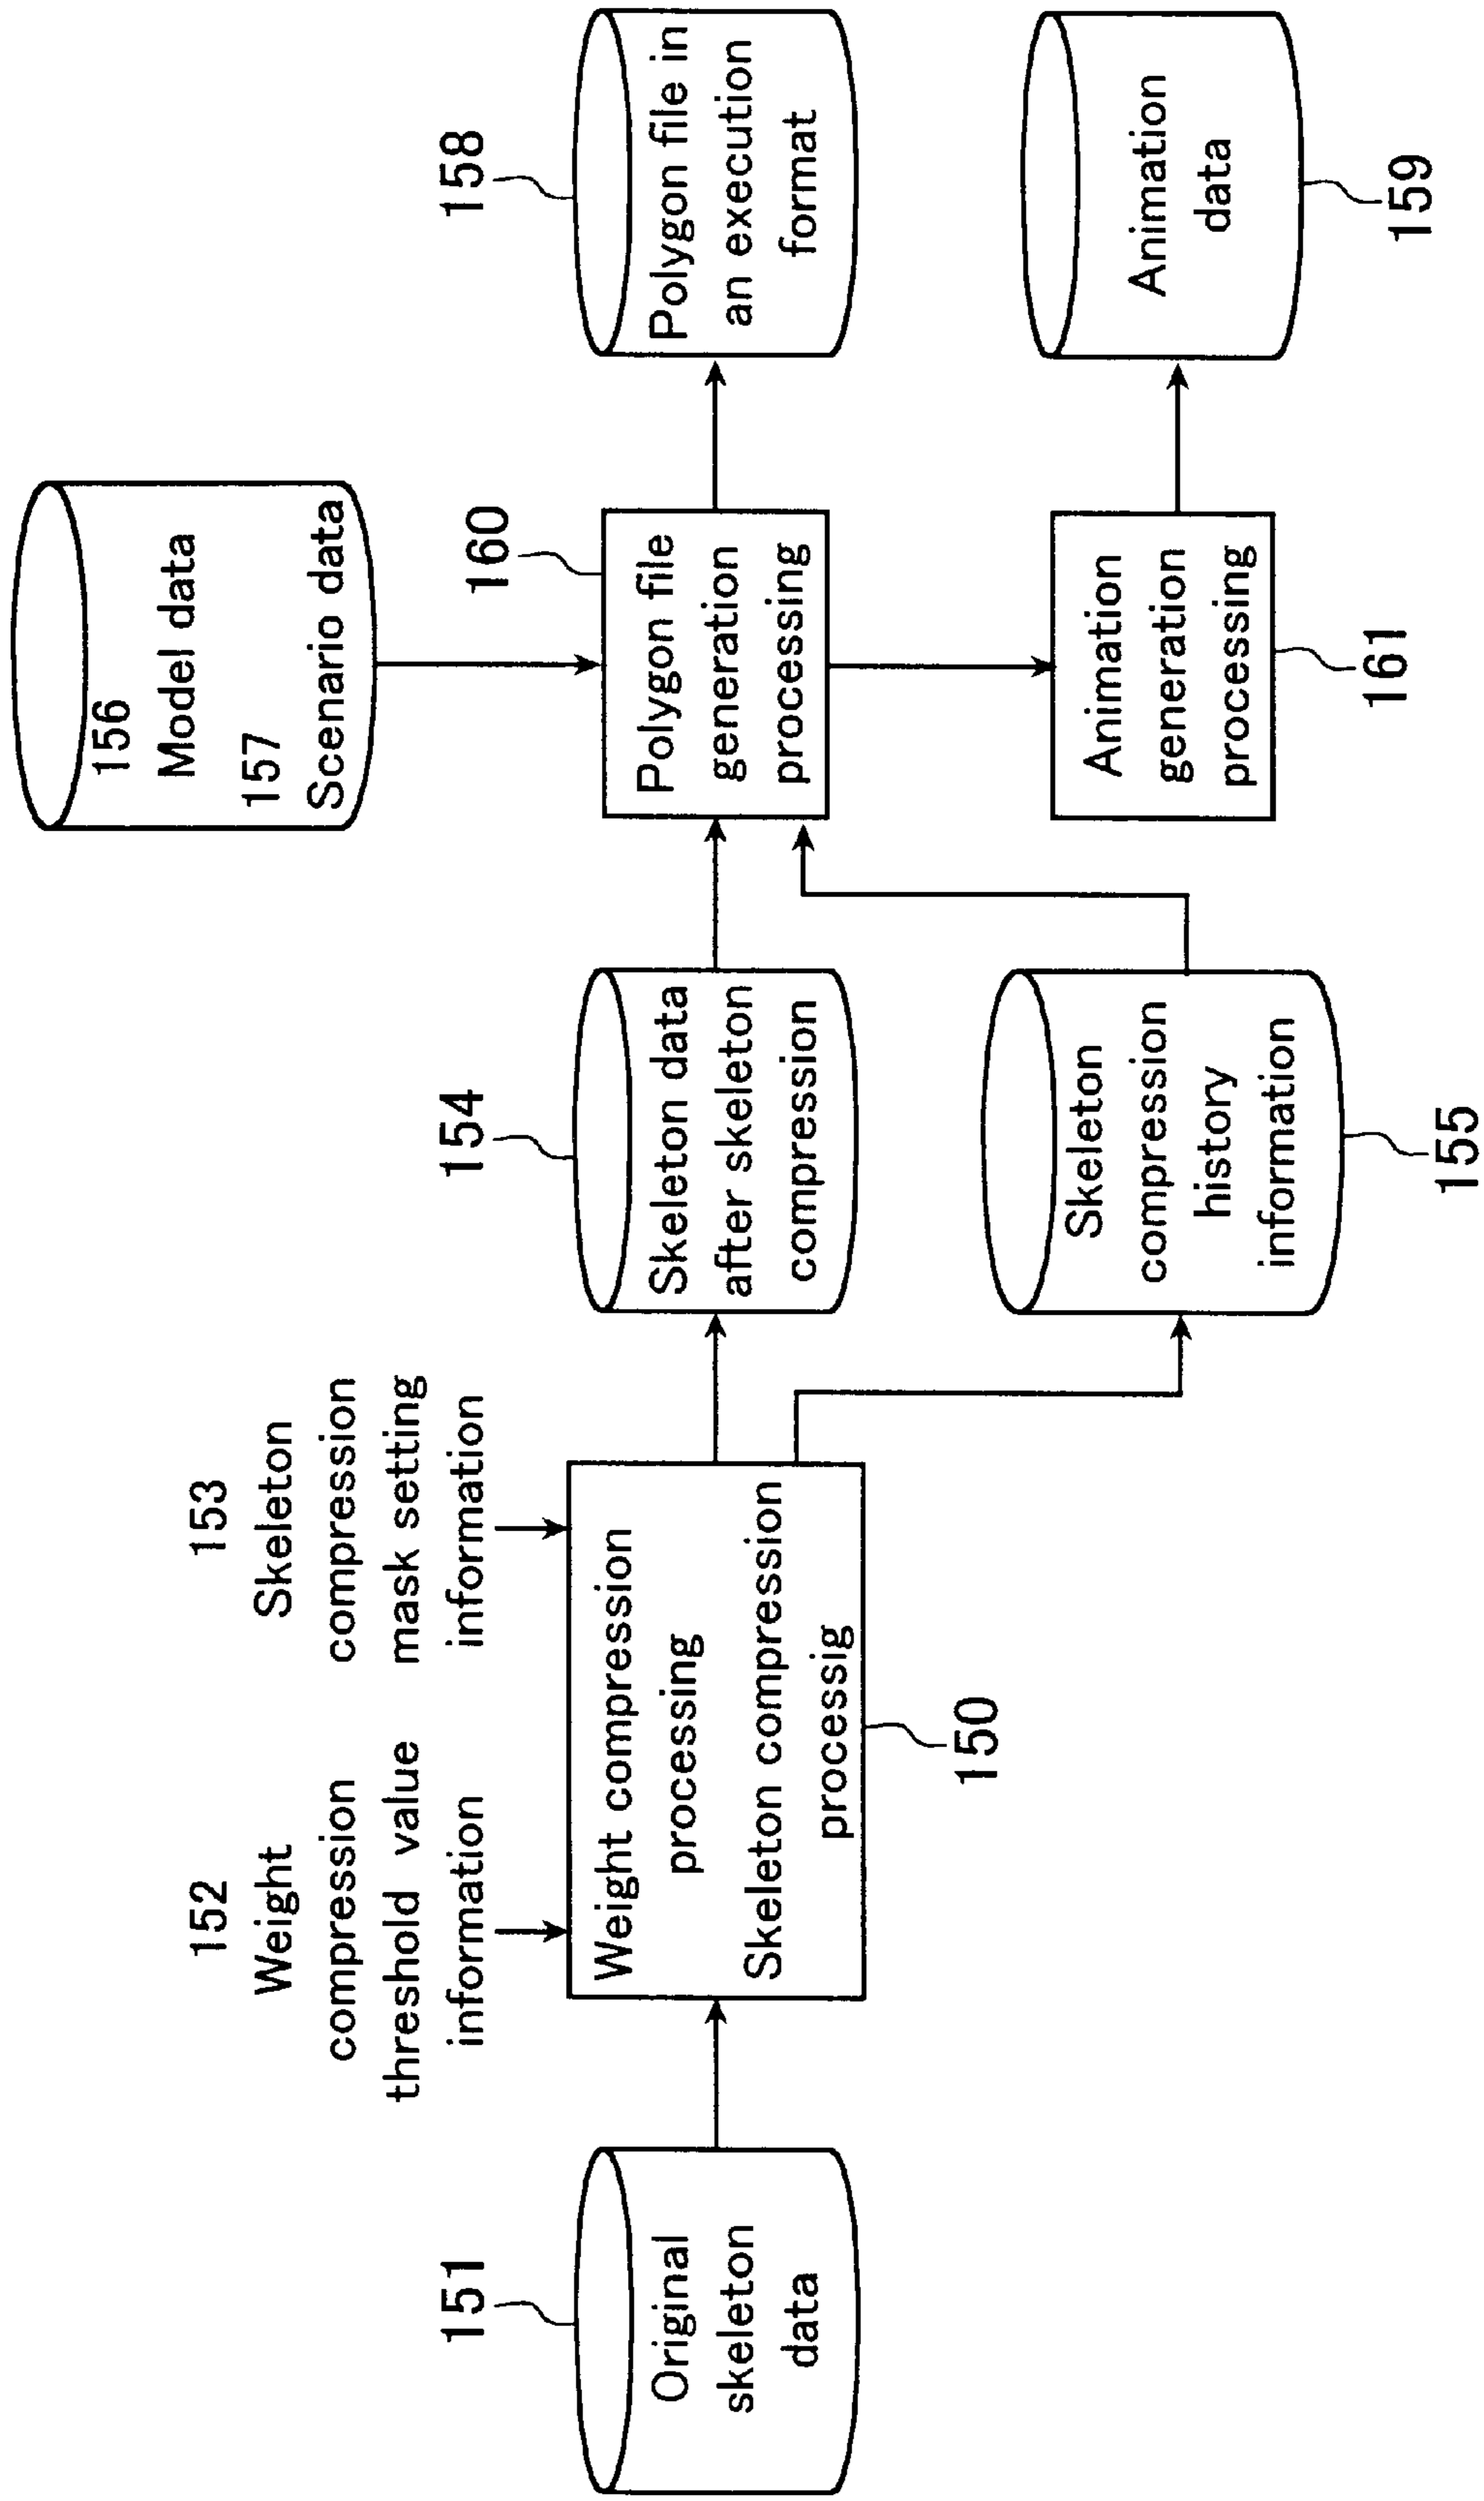 151
Original
skeleton
data
152
Weight
compression
threshold value
information
153
Skeleton
compression
mask setting
information
Weight compression
processing
Skeleton compression
processig
150
154
Skeleton data
after skeleton
compression
Skeleton
compression
history
information
155
156
Model data
157
Scenario data
160
Polygon file
generation
processing
Animation
generation
processing
161
158
Polygon file in
an execution
format
Animation
data
159